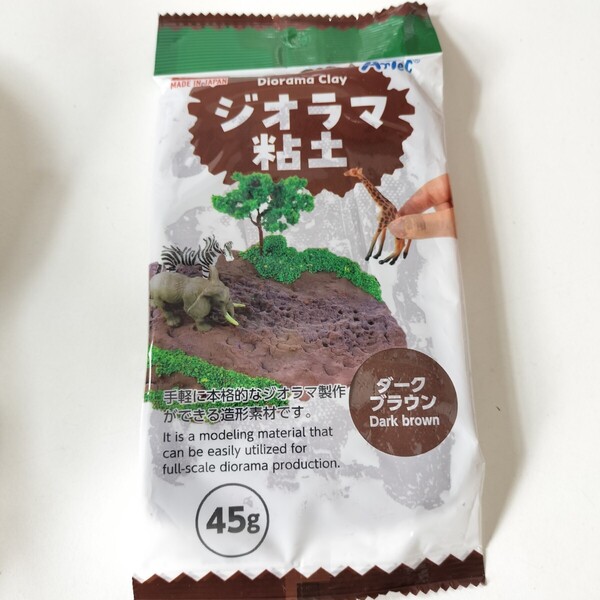 Artec®
MADE IN JAPAN
Diorama Clay
ジオラマ
粘土
手軽に本格的なジオラマ製作
ができる造形素材です。
It is a modeling material that
can be easily utilized for
full-scale diorama production.
ダーク
ブラウン
Dark brown
45g